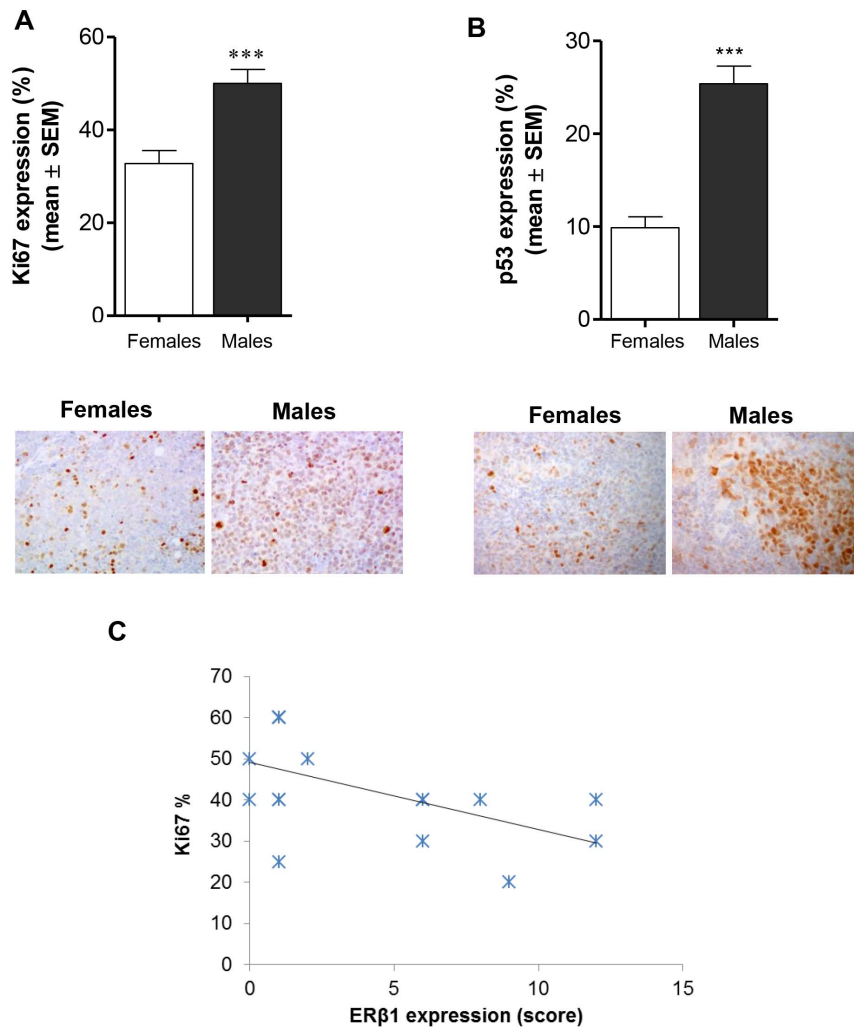 A
Ki67 expression (%)
(mean ± SEM)
60
40
20
0
***
Females Males
B
p53 expression (%)
(mean ± SEM)
30
20
10
0
***
Females Males
Females Males
Females Males
C
Ki67 %
70
60
50
40
30
20
10
0
0 5 10 15
ERβ1 expression (score)